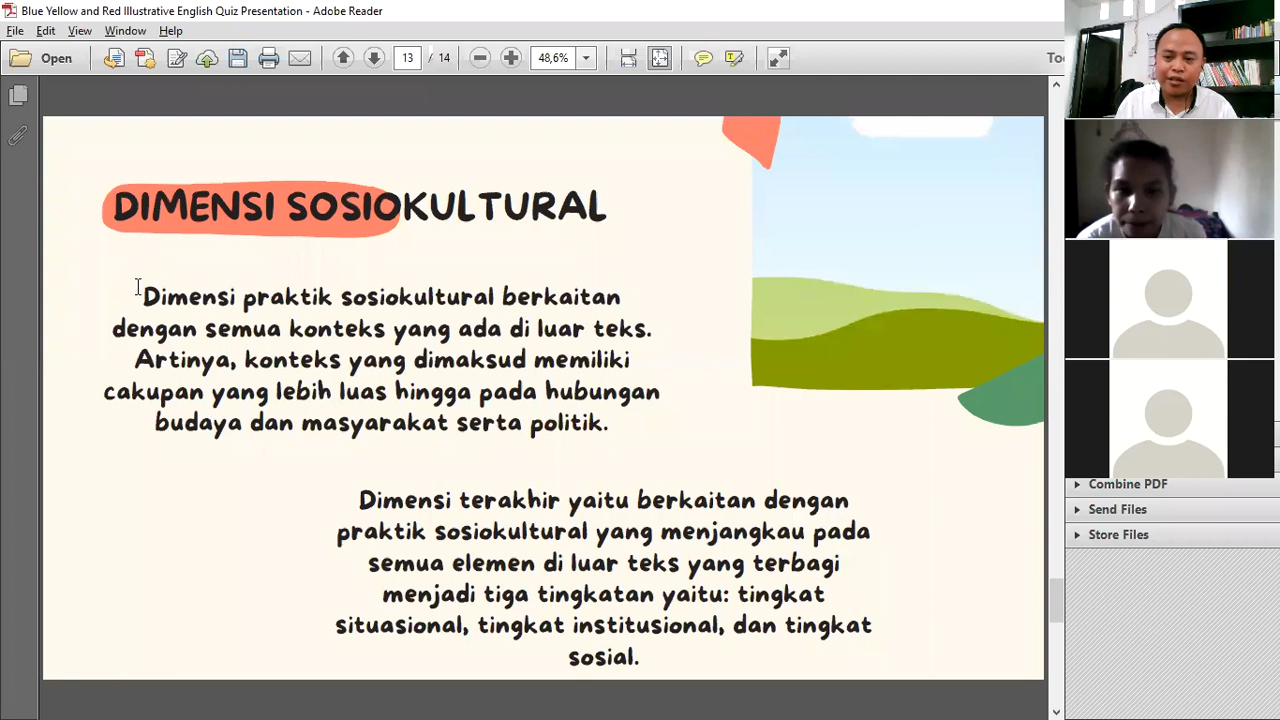 Blue Yellow and Red Illustrative English Quiz Presentation - Adobe Reader
File Edit View Window Help
Open 13 / 14 48,6%
DIMENSI SOSIOKULTURAL
Dimensi praktik sosiokultural berkaitan
dengan semua konteks yang ada di luar teks.
Artinya, konteks yang dimaksud memiliki
cakupan yang lebih luas hingga pada hubungan
budaya dan masyarakat serta politik.
Dimensi terakhir yaitu berkaitan dengan
praktik sosiokultural yang menjangkau pada
semua elemen di luar teks yang terbagi
menjadi tiga tingkatan yaitu: tingkat
situasional, tingkat institusional, dan tingkat
sosial.
Combine PDF
Send Files
Store Files